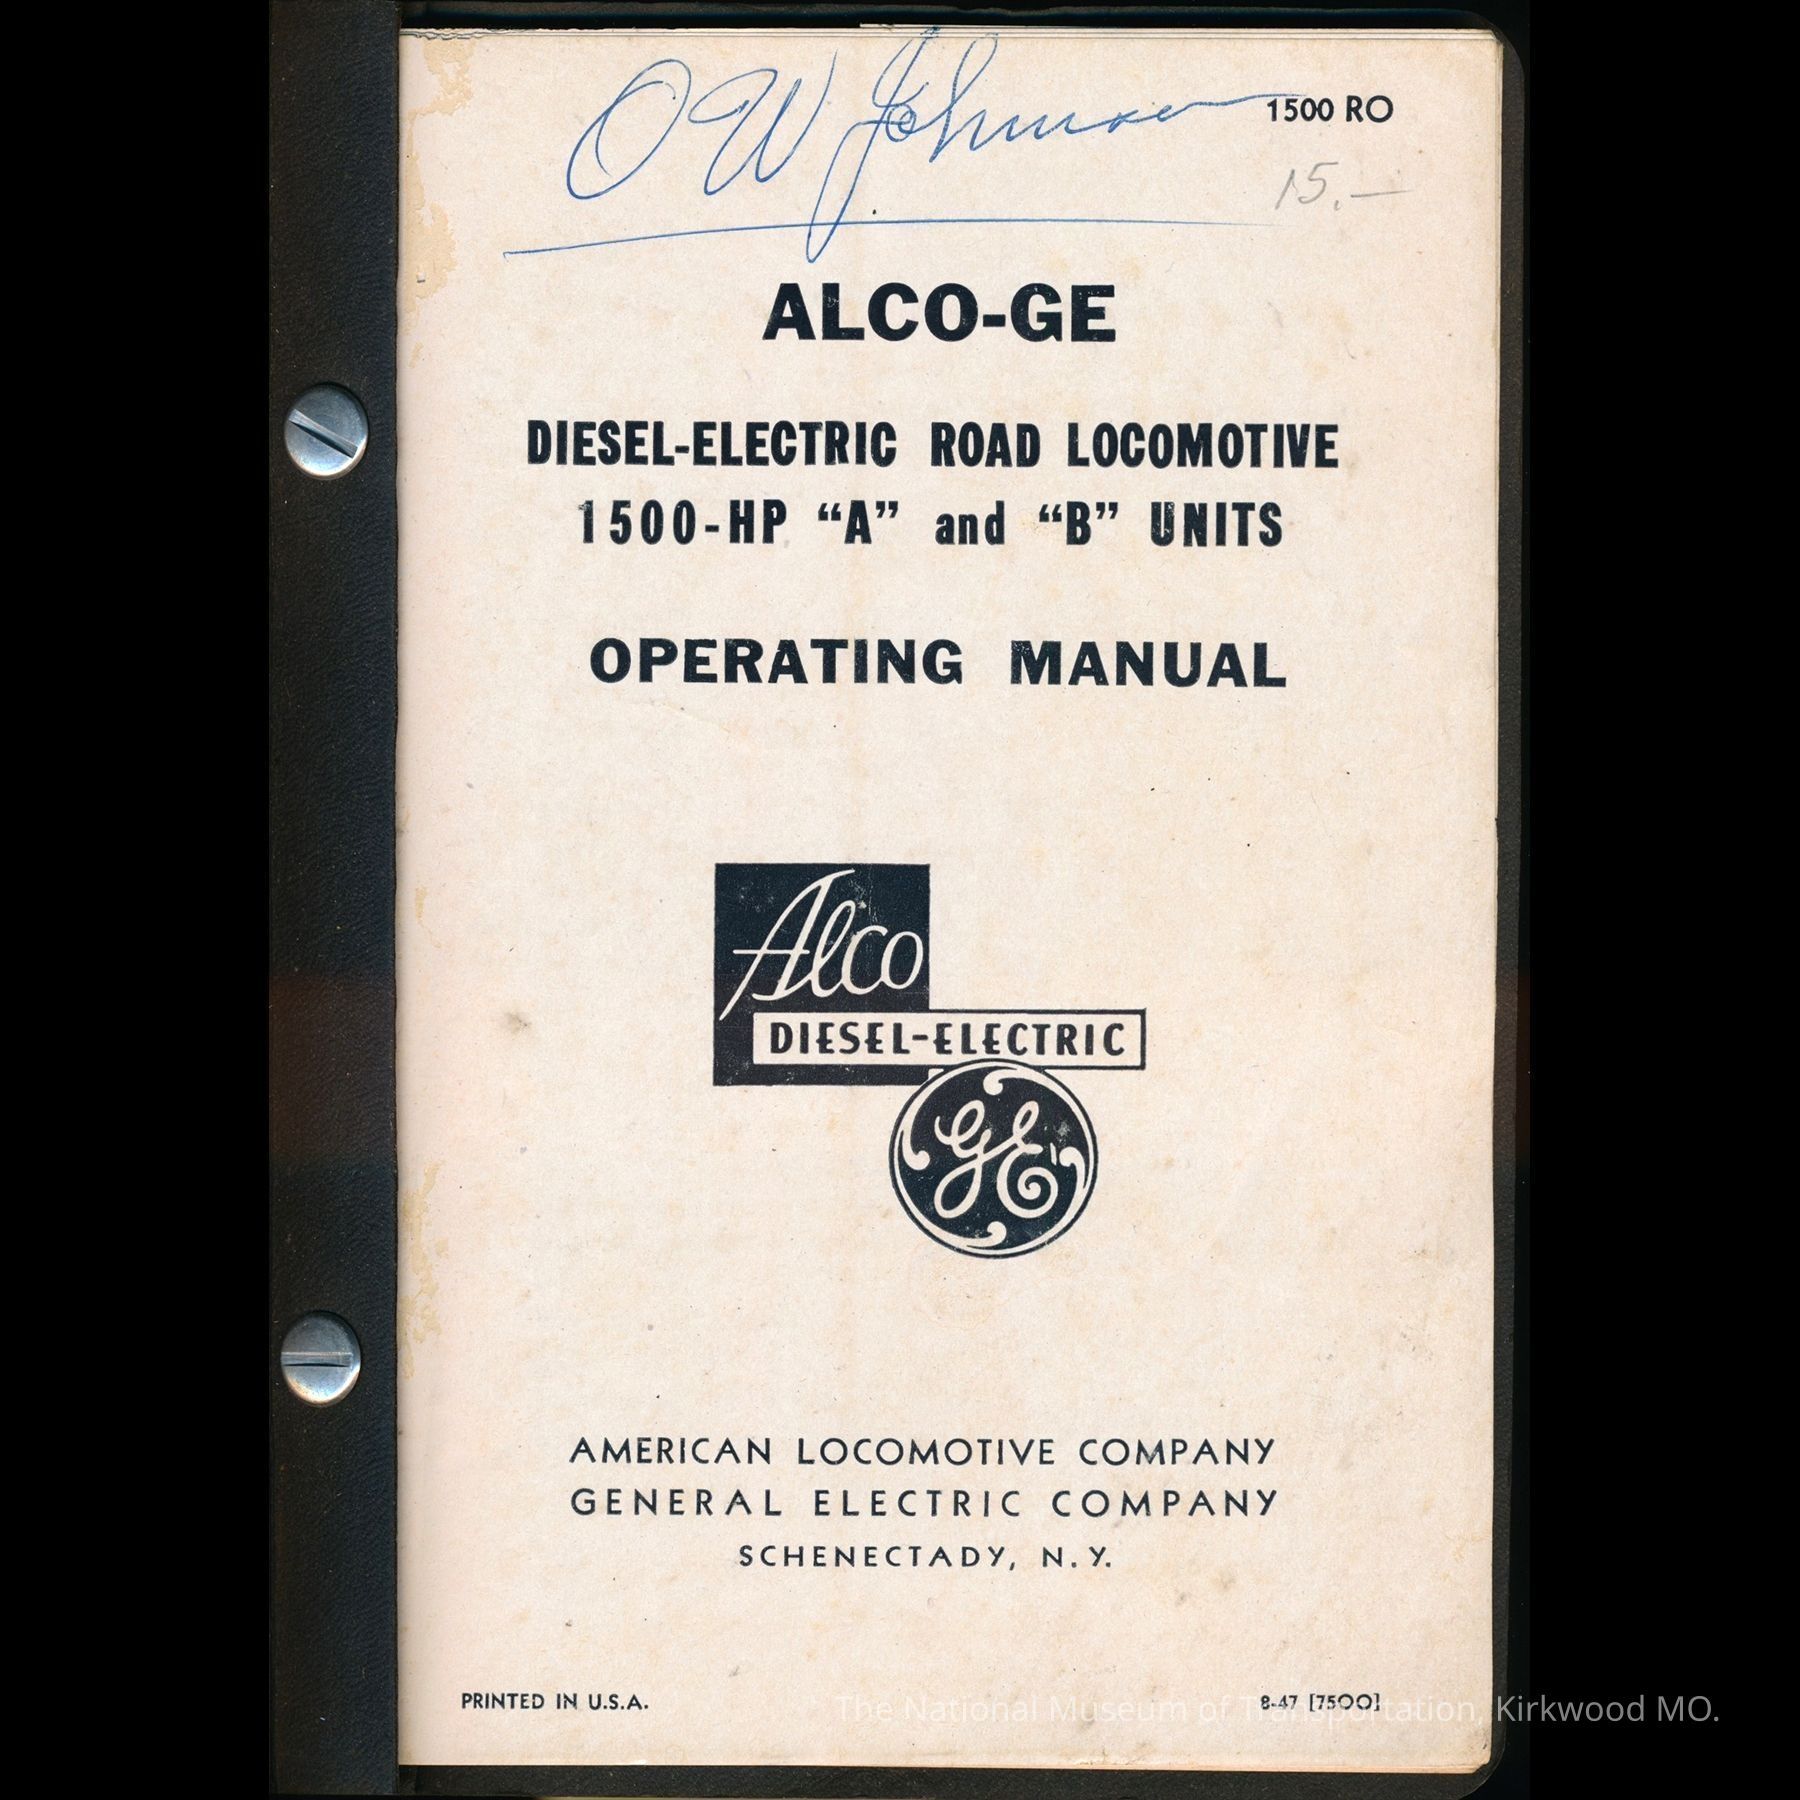 O W Johnson
1500 RO
15.—
ALCO-GE
DIESEL-ELECTRIC ROAD LOCOMOTIVE
1500-HP “A” and “B” UNITS
OPERATING MANUAL
Alco
DIESEL-ELECTRIC
GE
AMERICAN LOCOMOTIVE COMPANY
GENERAL ELECTRIC COMPANY
SCHENECTADY, N. Y.
PRINTED IN U.S.A.
8-47 [7500]
The National Museum of Transportation, Kirkwood MO.